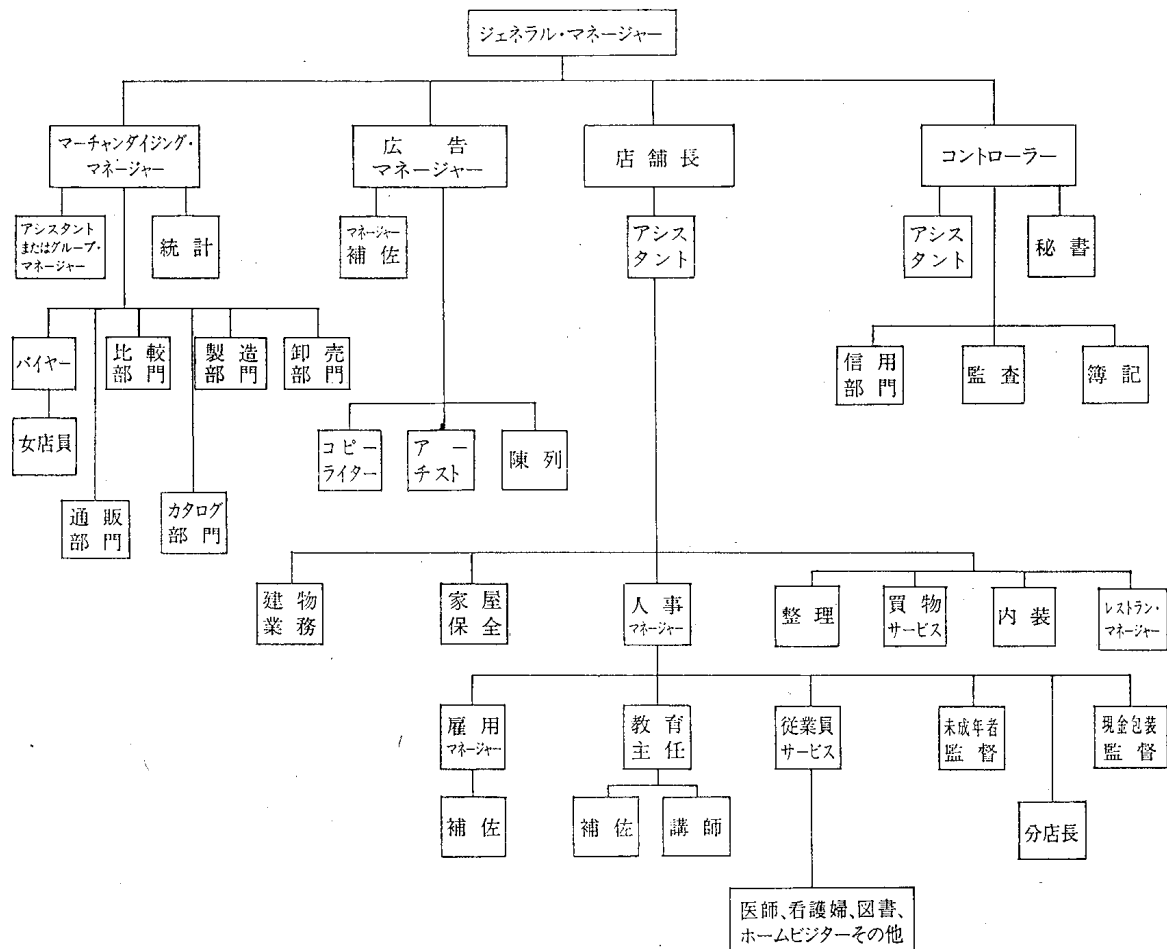 ジェネラル・マネージャー
マーチャンダイジング・
マネージャー
広告
マネージャー
店舗長
コントローラー
アシスタント
またはグループ・
マネージャー
統計
マネージャー
補佐
アシス
タント
アシス
タント
秘書
バイヤー
比較
部門
製造
部門
卸売
部門
信用
部門
監査
簿記
女店員
コピー
ライター
アー
チスト
陳列
通販
部門
カタログ
部門
建物
業務
家屋
保全
人事
マネージャー
整理
買物
サービス
内装
レストラン・
マネージャー
雇用
マネージャー
教育
主任
従業員
サービス
未成年者
監督
現金包装
監督
補佐
補佐
講師
分店長
医師、看護婦、図書、
ホームビジターその他